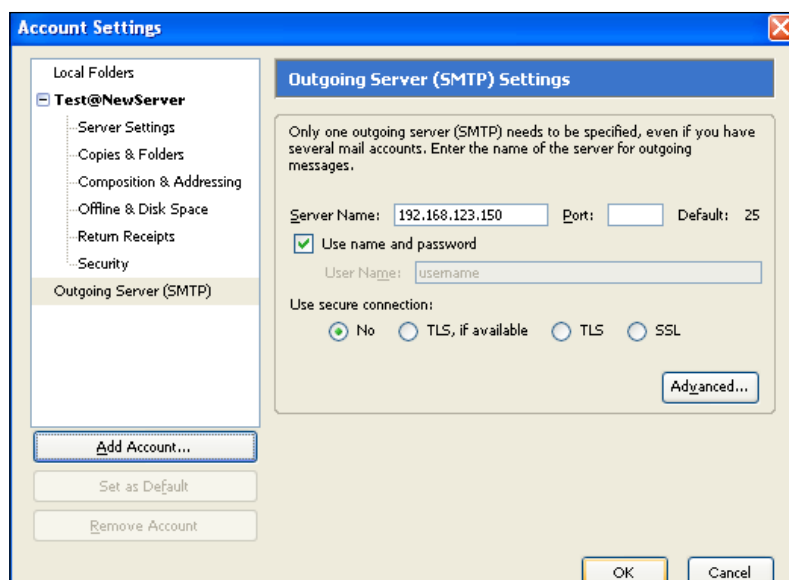 Account Settings
Local Folders
Test@NewServer
Server Settings
Copies & Folders
Composition & Addressing
Offline & Disk Space
Return Receipts
Security
Outgoing Server (SMTP)
Add Account...
Set as Default
Remove Account
Outgoing Server (SMTP) Settings
Only one outgoing server (SMTP) needs to be specified, even if you have
several mail accounts. Enter the name of the server for outgoing
messages.
Server Name: 192.168.123.150 Port: Default: 25
Use name and password
User Name: username
Use secure connection:
No TLS, if available TLS SSL
Advanced...
OK Cancel